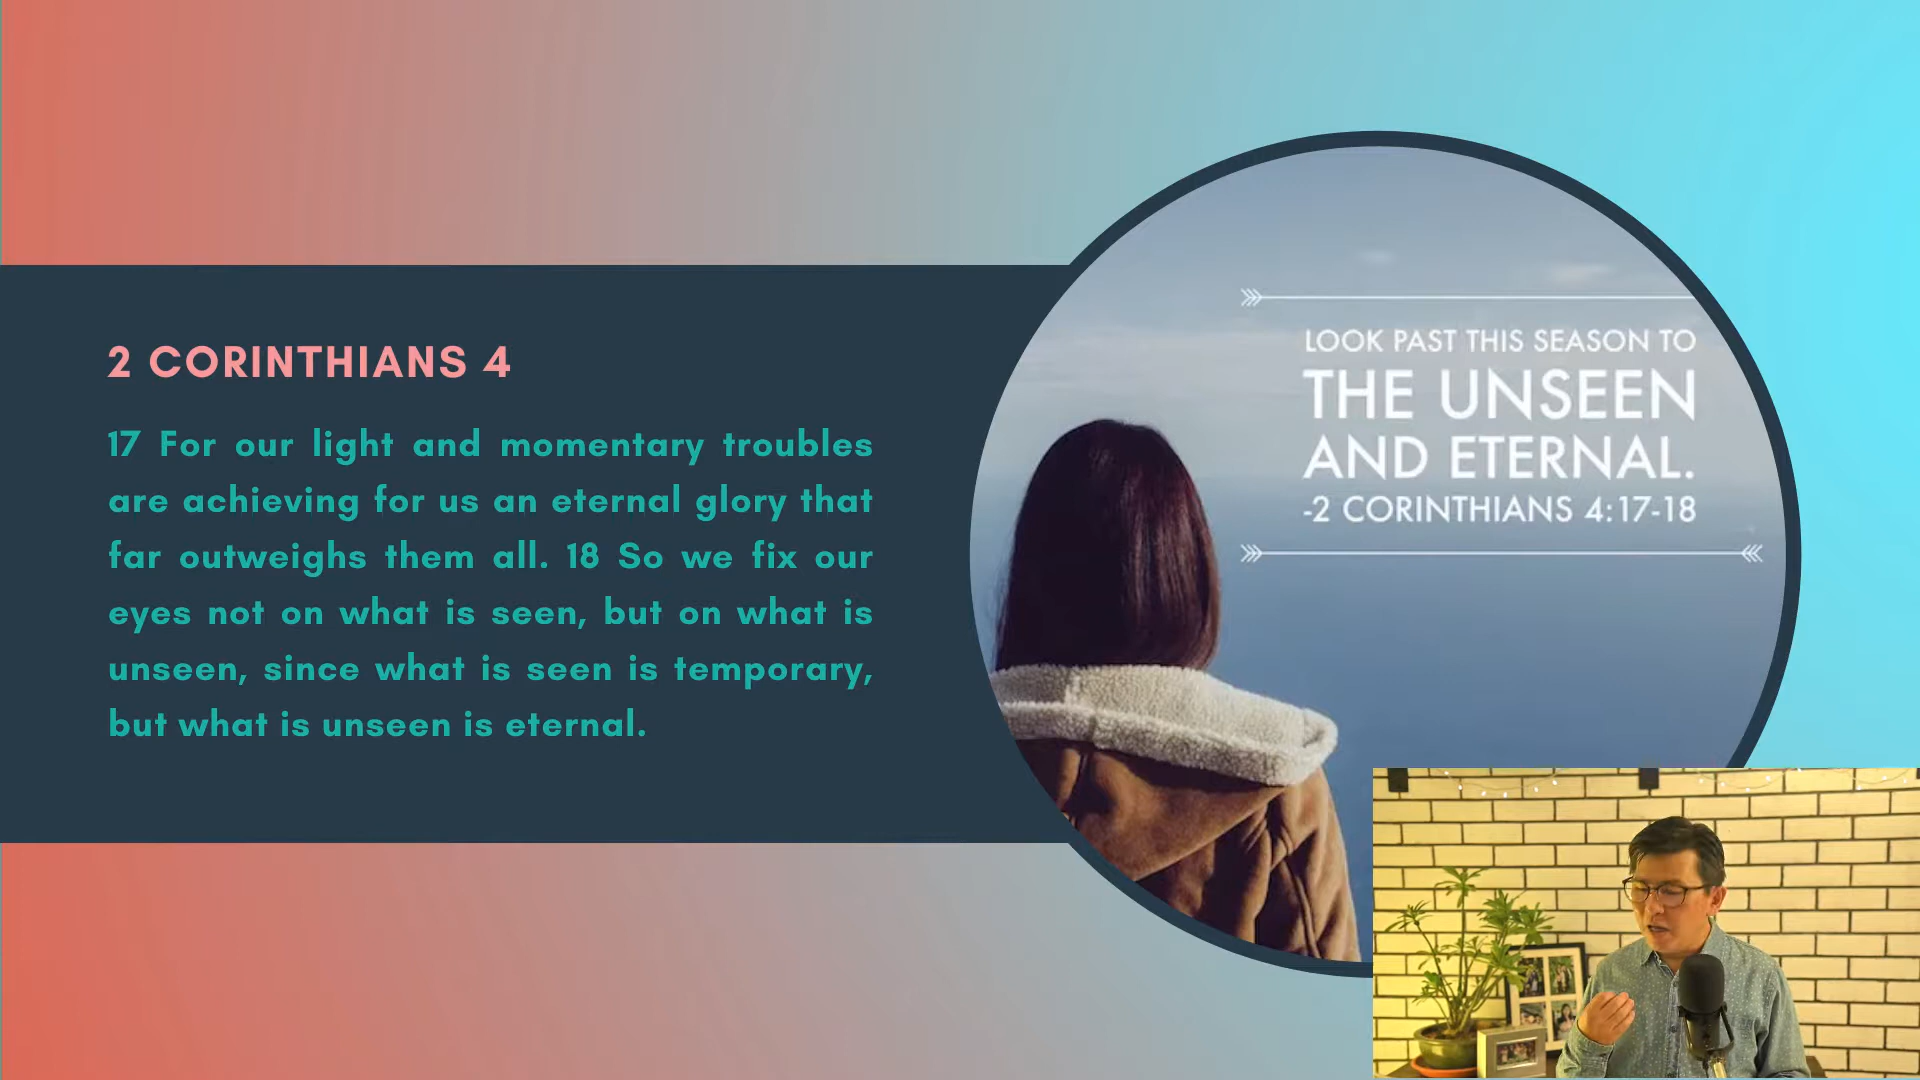 2 CORINTHIANS 4
17 For our light and momentary troubles
are achieving for us an eternal glory that
far outweighs them all. 18 So we fix our
eyes not on what is seen, but on what is
unseen, since what is seen is temporary,
but what is unseen is eternal.
LOOK PAST THIS SEASON TO
THE UNSEEN
AND ETERNAL.
-2 CORINTHIANS 4:17-18